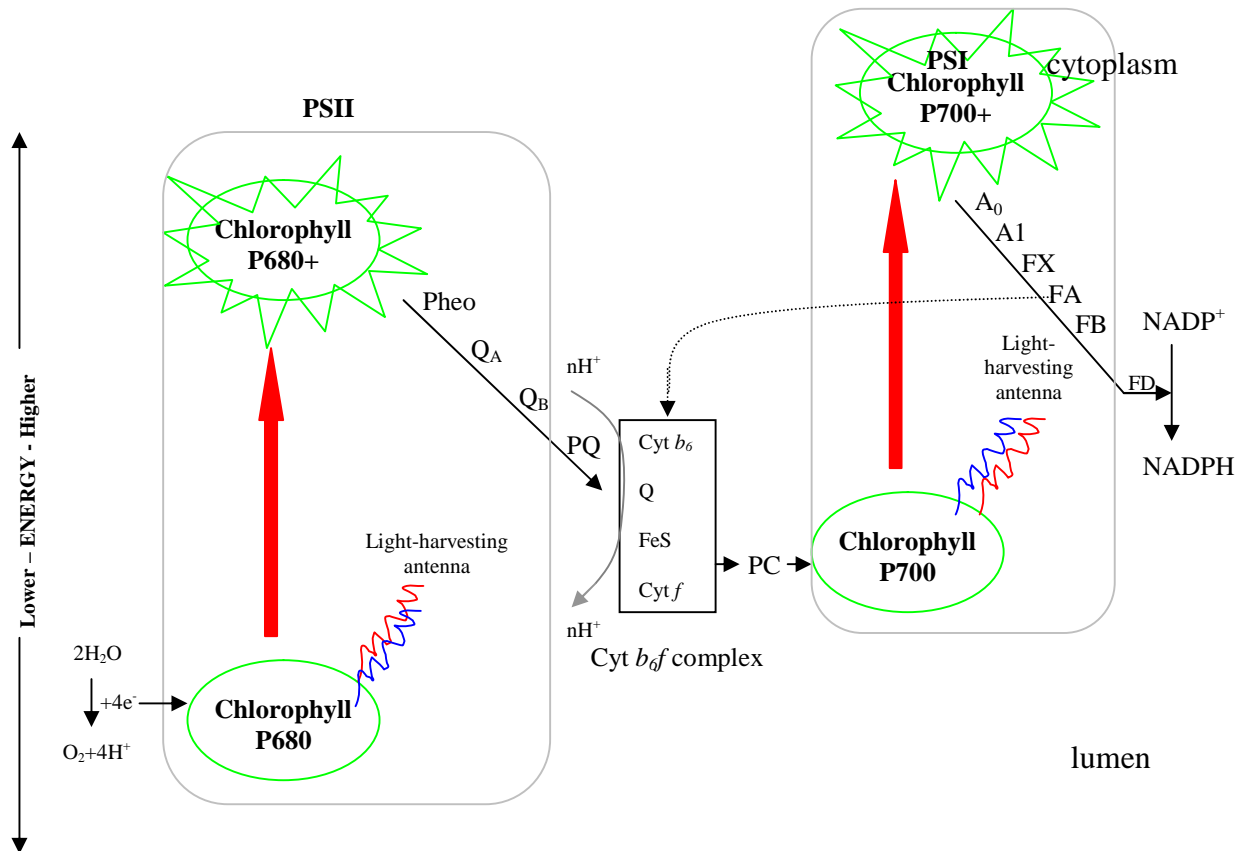 PSII
Chlorophyll
P680+
Pheo
Q_A
Q_B
PQ
Light-harvesting
antenna
2H₂O
+4e⁻
O₂+4H⁺
Chlorophyll
P680
Lower – ENERGY - Higher
nH⁺
Cyt b₆
Q
FeS
Cyt f
nH⁺
Cyt b₆f complex
PC
PSI
cytoplasm
Chlorophyll
P700+
A₀
A1
FX
FA
FB
FD
Light-
harvesting
antenna
NADP⁺
NADPH
Chlorophyll
P700
lumen